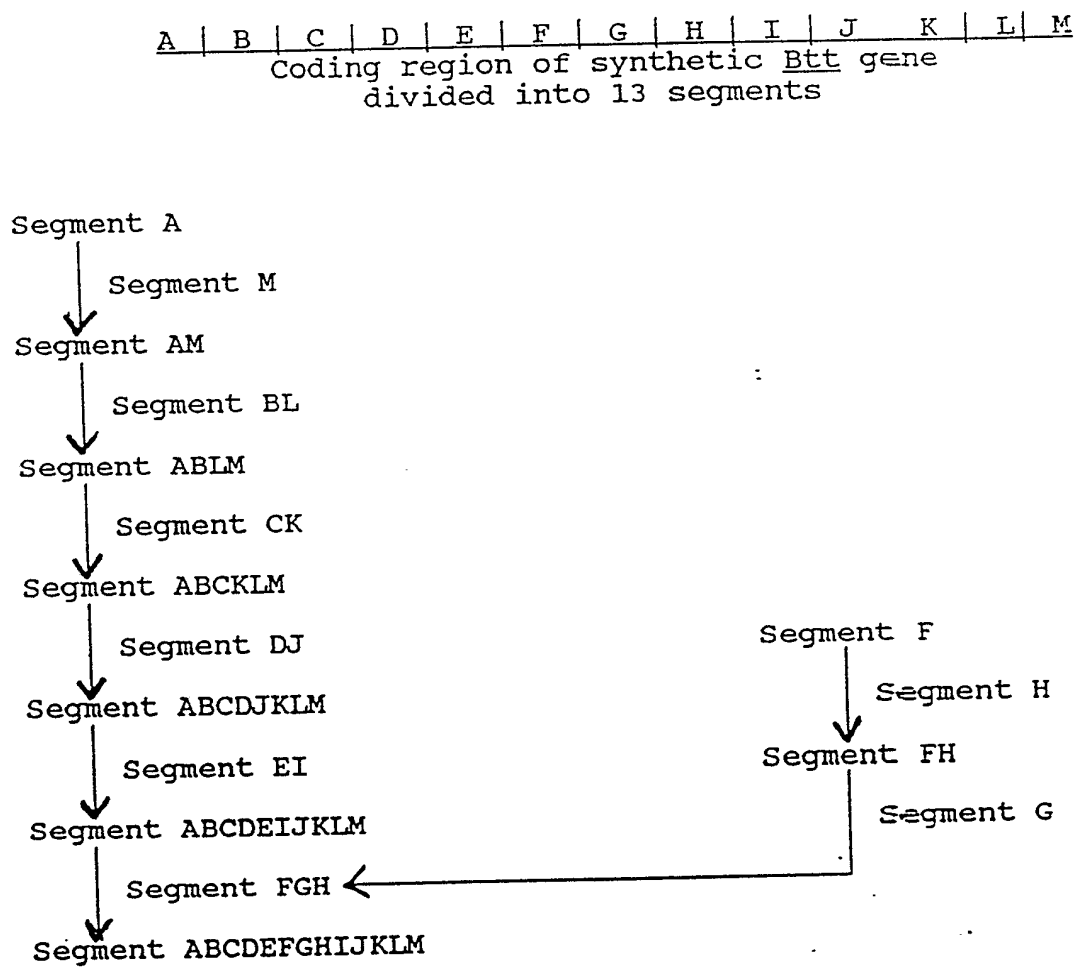 A | B | C | D | E | F | G | H | I | J K | L | M
Coding region of synthetic Btt gene
divided into 13 segments
Segment A
Segment M
Segment AM
Segment BL
Segment ABLM
Segment CK
Segment ABCKLM
Segment DJ
Segment ABCDJKLM
Segment EI
Segment ABCDEIJKLM
Segment FGH
Segment ABCDEFGHIJKLM
Segment F
Segment H
Segment FH
Segment G